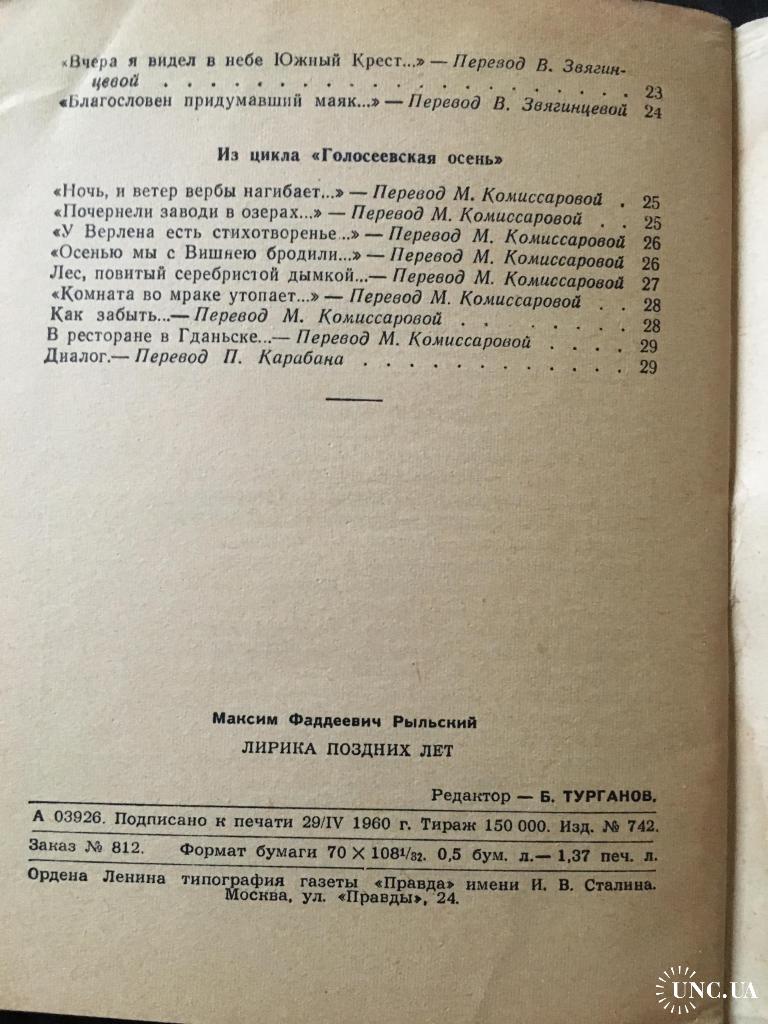 «Вчера я видел в небе Южный Крест...» — Перевод В. Звягин-
цевой . . . . . . . . . . . . . . . . . . . . 23
«Благословен придумавший маяк...» — Перевод В. Звягинцевой 24
Из цикла «Голосеевская осень»
«Ночь, и ветер вербы нагибает...» — Перевод М. Комиссаровой . 25
«Почернели заводи в озерах...» — Перевод М. Комиссаровой . . 25
«У Верлена есть стихотворенье...» — Перевод М. Комиссаровой 26
«Осенью мы с Вишнею бродили...» — Перевод М. Комиссаровой 26
Лес, повитый серебристой дымкой...— Перевод М. Комиссаровой 27
«Комната во мраке утопает...» — Перевод М. Комиссаровой . . 28
Как забыть...— Перевод М. Комиссаровой . . . . . . . . 28
В ресторане в Гданьске...— Перевод М. Комиссаровой . . . . 29
Диалог.— Перевод П. Карабана . . . . . . . . . . . . 29
Максим Фаддеевич Рыльский
ЛИРИКА ПОЗДНИХ ЛЕТ
Редактор — Б. ТУРГАНОВ.
А 03926. Подписано к печати 29/IV 1960 г. Тираж 150 000. Изд. № 742.
Заказ № 812. Формат бумаги 70 × 108¹/₃₂. 0,5 бум. л.— 1,37 печ. л.
Ордена Ленина типография газеты «Правда» имени И. В. Сталина.
Москва, ул. «Правды», 24.
UNC.UA